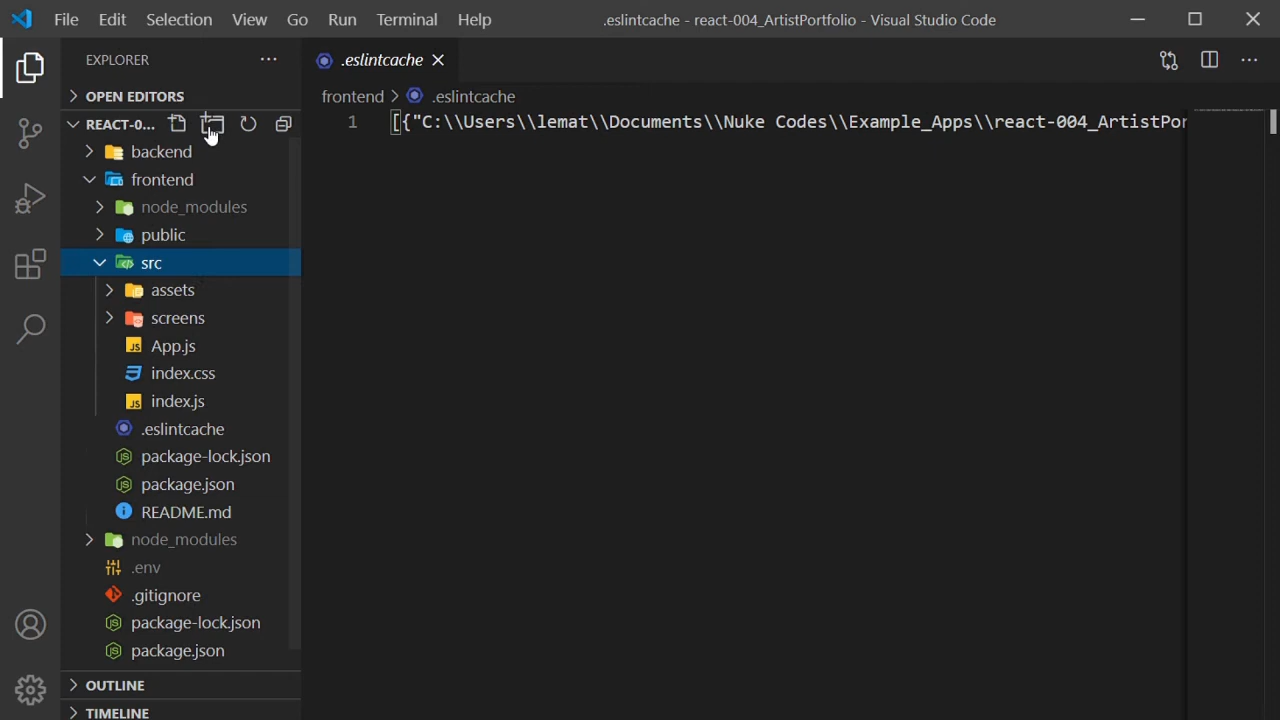 File Edit Selection View Go Run Terminal Help .eslintcache - react-004_ArtistPortfolio - Visual Studio Code
EXPLORER
.eslintcache
OPEN EDITORS
frontend > .eslintcache
REACT-0...
1 [{"C:\\Users\\lemat\\Documents\\Nuke Codes\\Example_Apps\\react-004_ArtistPor
backend
frontend
node_modules
public
src
assets
screens
JS App.js
index.css
JS index.js
.eslintcache
package-lock.json
package.json
README.md
node_modules
.env
.gitignore
package-lock.json
package.json
OUTLINE
TIMELINE